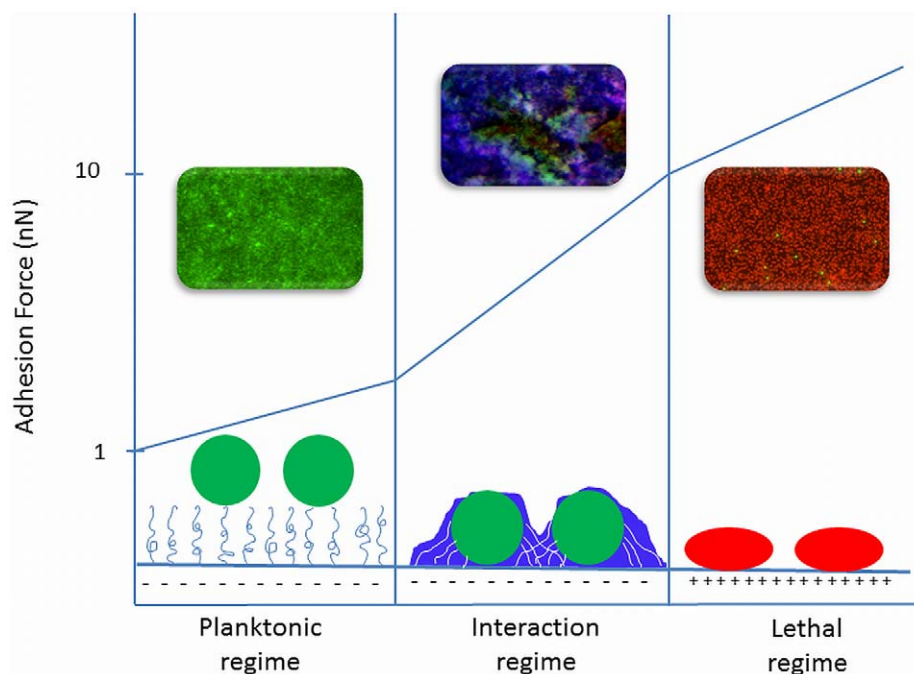 Adhesion Force (nN)
10
1
- - - - - - - - - - - -
- - - - - - - - - - - -
+ + + + + + + + + + + + + + +
Planktonic
regime
Interaction
regime
Lethal
regime